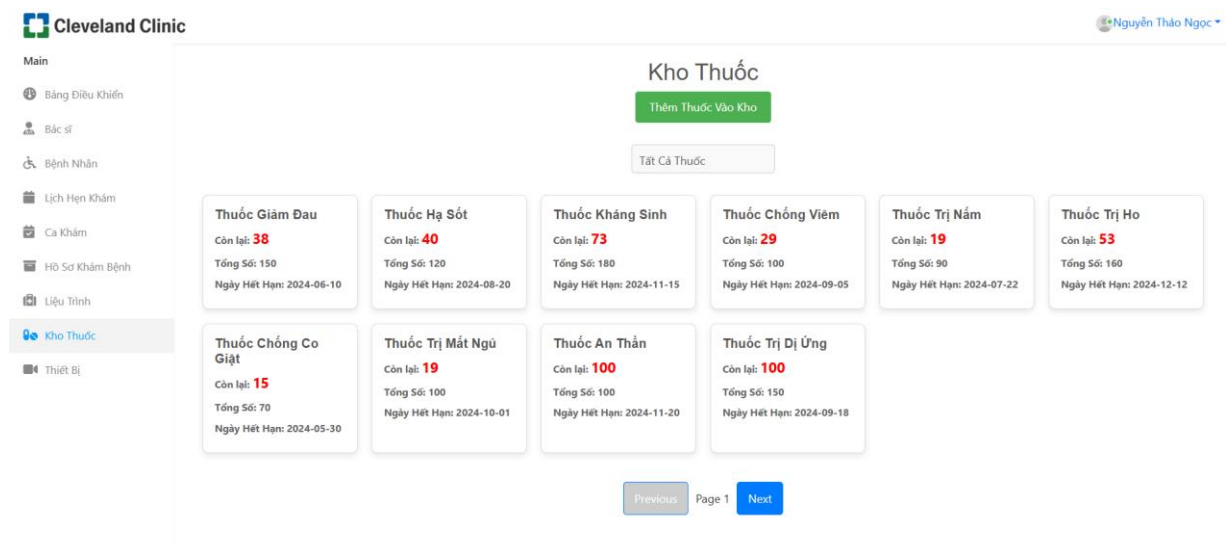 Cleveland Clinic
Nguyễn Thảo Ngọc
Main
Bảng Điều Khiển
Bác sĩ
Bệnh Nhân
Lịch Hẹn Khám
Ca Khám
Hồ Sơ Khám Bệnh
Liệu Trình
Kho Thuốc
Thiết Bị
Kho Thuốc
Thêm Thuốc Vào Kho
Tất Cả Thuốc
Thuốc Giảm Đau
Còn lại: 38
Tổng Số: 150
Ngày Hết Hạn: 2024-06-10
Thuốc Hạ Sốt
Còn lại: 40
Tổng Số: 120
Ngày Hết Hạn: 2024-08-20
Thuốc Kháng Sinh
Còn lại: 73
Tổng Số: 180
Ngày Hết Hạn: 2024-11-15
Thuốc Chống Viêm
Còn lại: 29
Tổng Số: 100
Ngày Hết Hạn: 2024-09-05
Thuốc Trị Nấm
Còn lại: 19
Tổng Số: 90
Ngày Hết Hạn: 2024-07-22
Thuốc Trị Ho
Còn lại: 53
Tổng Số: 160
Ngày Hết Hạn: 2024-12-12
Thuốc Chống Co
Giật
Còn lại: 15
Tổng Số: 70
Ngày Hết Hạn: 2024-05-30
Thuốc Trị Mất Ngủ
Còn lại: 19
Tổng Số: 100
Ngày Hết Hạn: 2024-10-01
Thuốc An Thần
Còn lại: 100
Tổng Số: 100
Ngày Hết Hạn: 2024-11-20
Thuốc Trị Dị Ứng
Còn lại: 100
Tổng Số: 150
Ngày Hết Hạn: 2024-09-18
Previous Page 1 Next